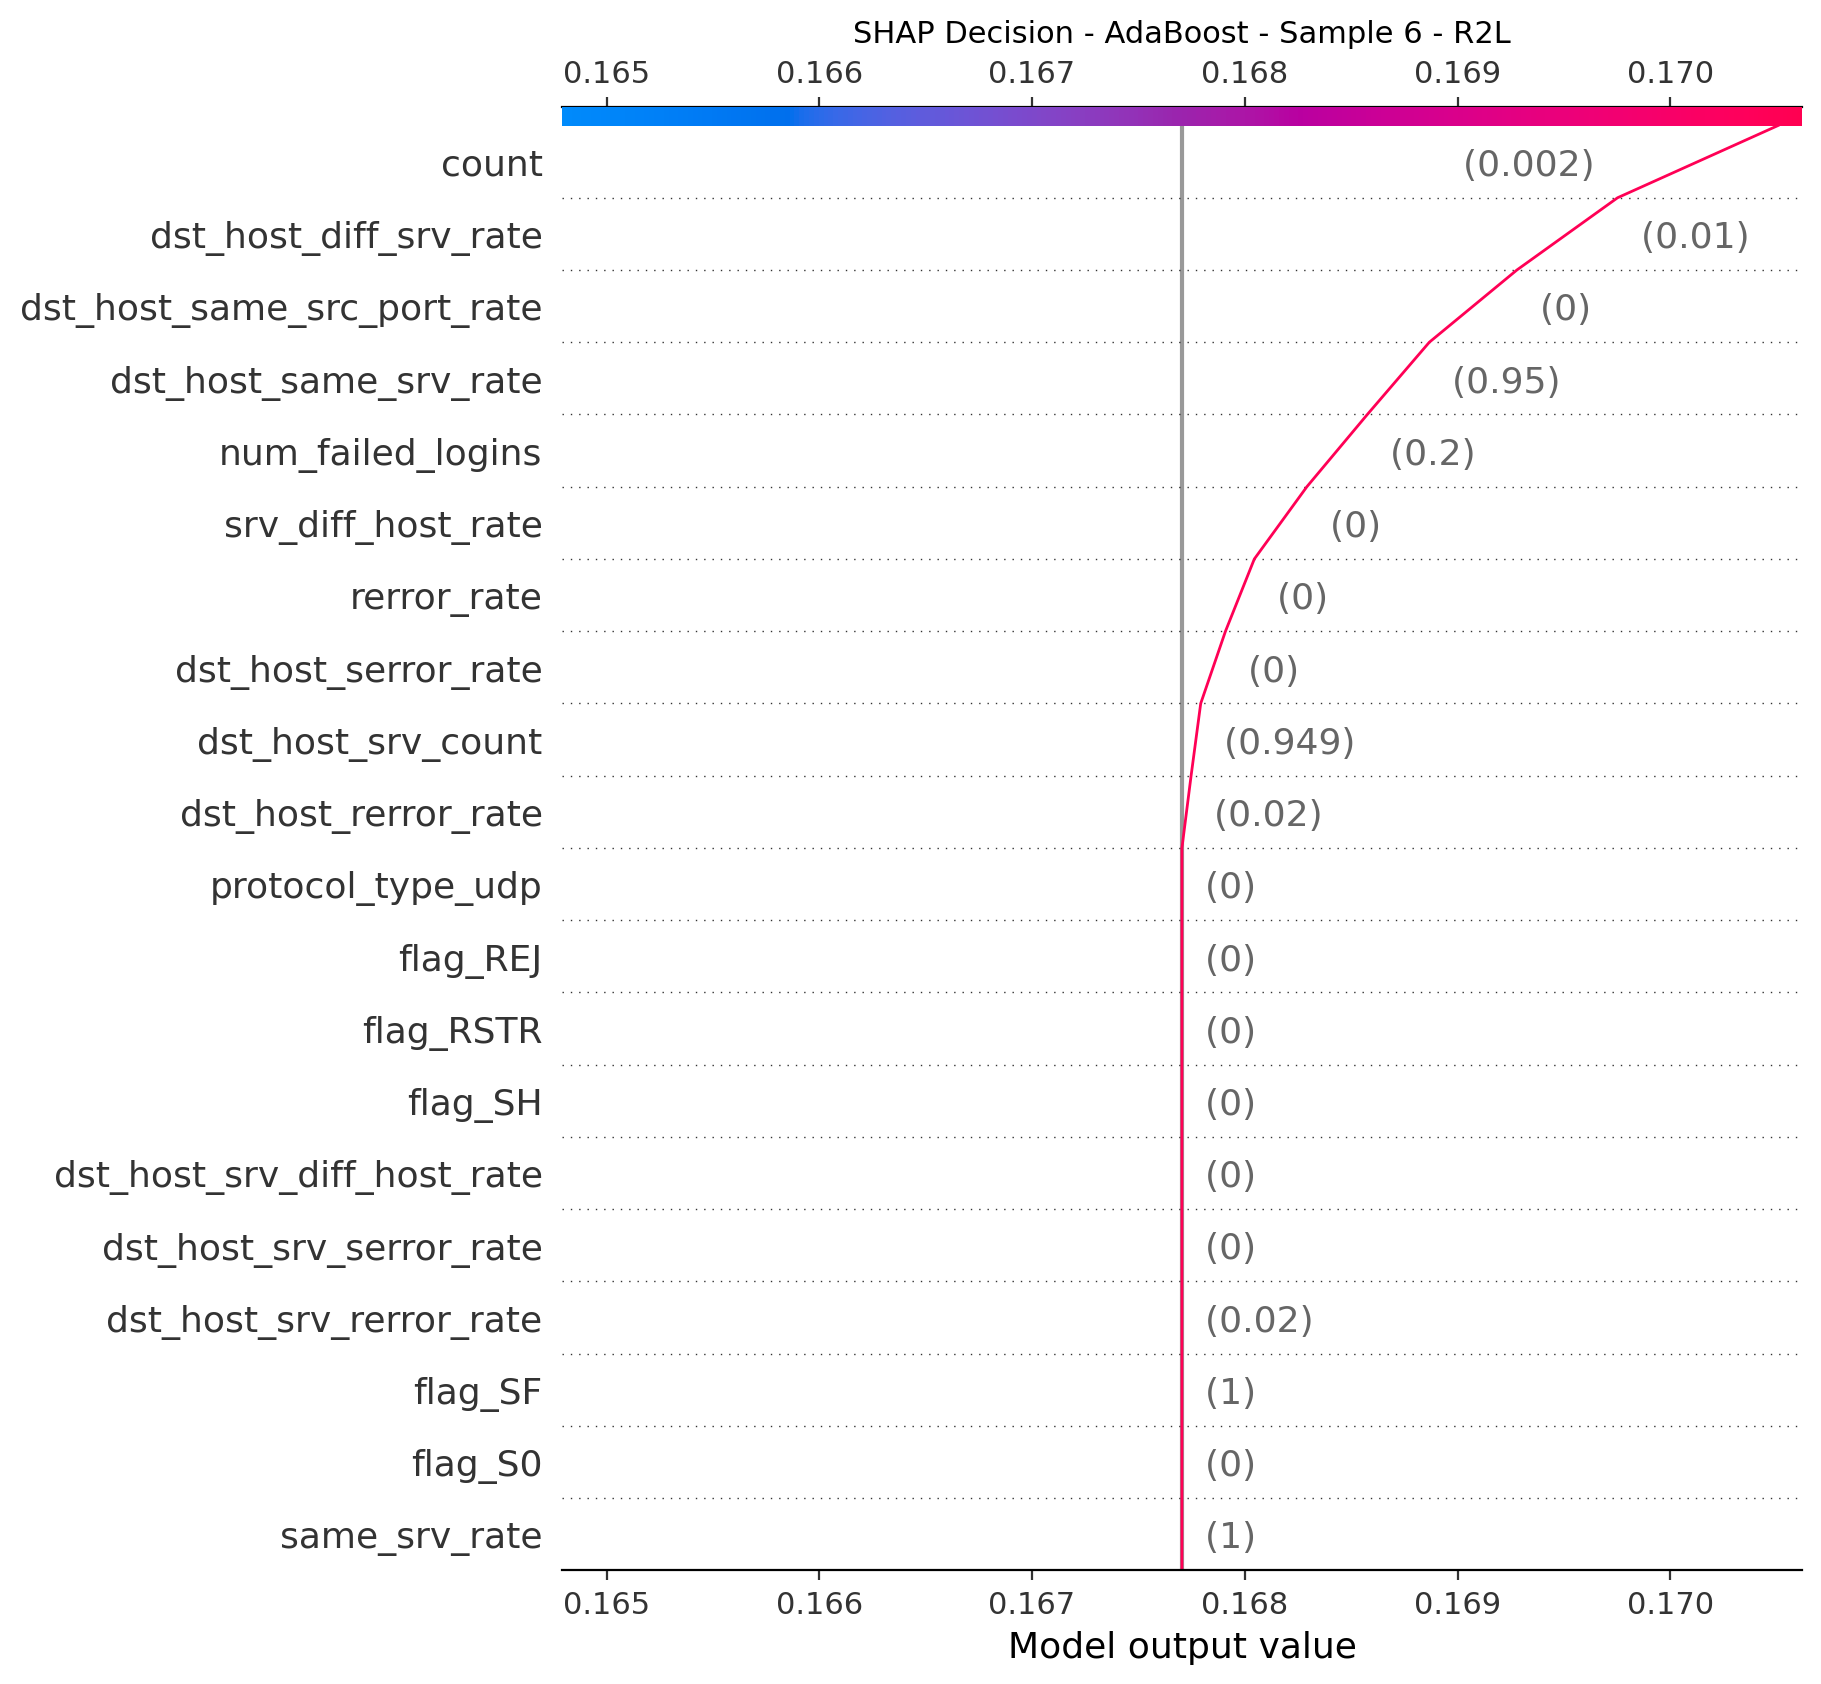 SHAP Decision - AdaBoost - Sample 6 - R2L
0.165 0.166 0.167 0.168 0.169 0.170
count (0.002)
dst_host_diff_srv_rate (0.01)
dst_host_same_src_port_rate (0)
dst_host_same_srv_rate (0.95)
num_failed_logins (0.2)
srv_diff_host_rate (0)
rerror_rate (0)
dst_host_serror_rate (0)
dst_host_srv_count (0.949)
dst_host_rerror_rate (0.02)
protocol_type_udp (0)
flag_REJ (0)
flag_RSTR (0)
flag_SH (0)
dst_host_srv_diff_host_rate (0)
dst_host_srv_serror_rate (0)
dst_host_srv_rerror_rate (0.02)
flag_SF (1)
flag_S0 (0)
same_srv_rate (1)
0.165 0.166 0.167 0.168 0.169 0.170
Model output value